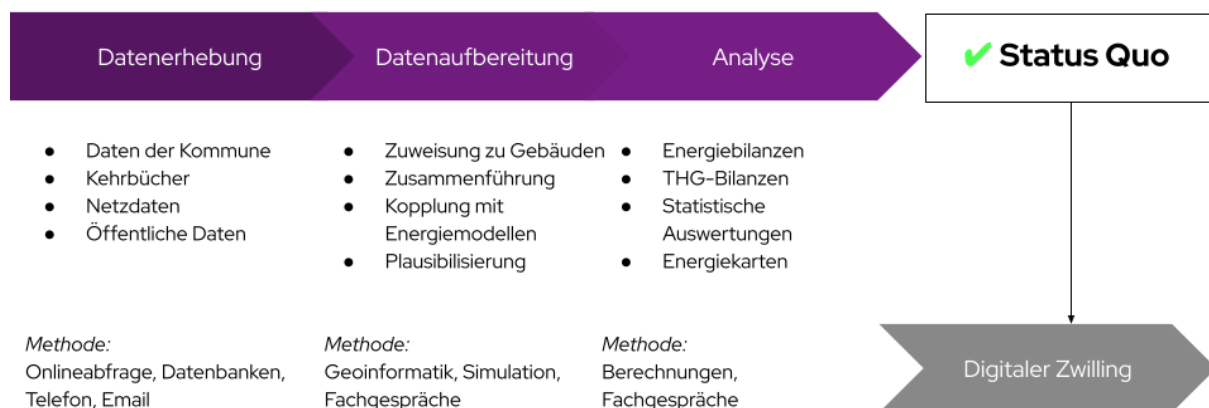 Datenerhebung
Datenaufbereitung
Analyse
✔ Status Quo
● Daten der Kommune
● Kehrbücher
● Netzdaten
● Öffentliche Daten
● Zuweisung zu Gebäuden
● Zusammenführung
● Kopplung mit
Energiemodellen
● Plausibilisierung
● Energiebilanzen
● THG-Bilanzen
● Statistische
Auswertungen
● Energiekarten
Methode:
Onlineabfrage, Datenbanken,
Telefon, Email
Methode:
Geoinformatik, Simulation,
Fachgespräche
Methode:
Berechnungen,
Fachgespräche
Digitaler Zwilling